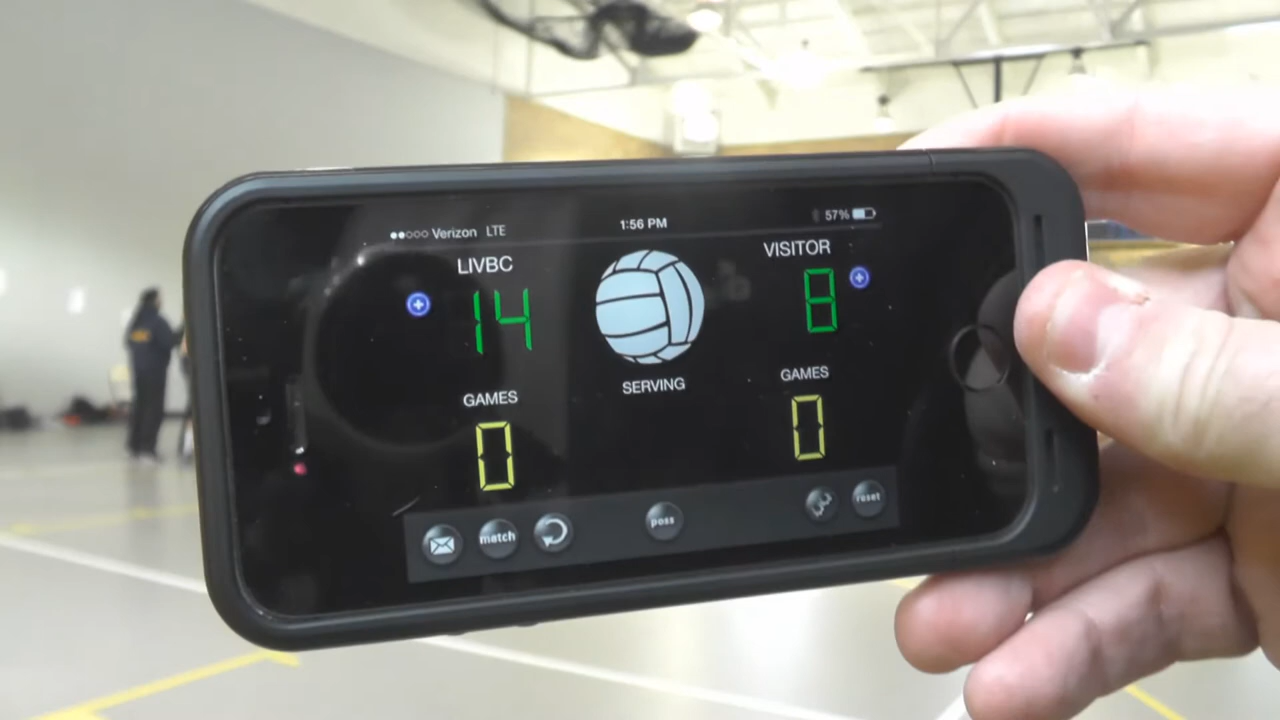 Verizon LTE 1:56 PM 57%
LIVBC VISITOR
14 8
SERVING
GAMES GAMES
0 0
match poss reset